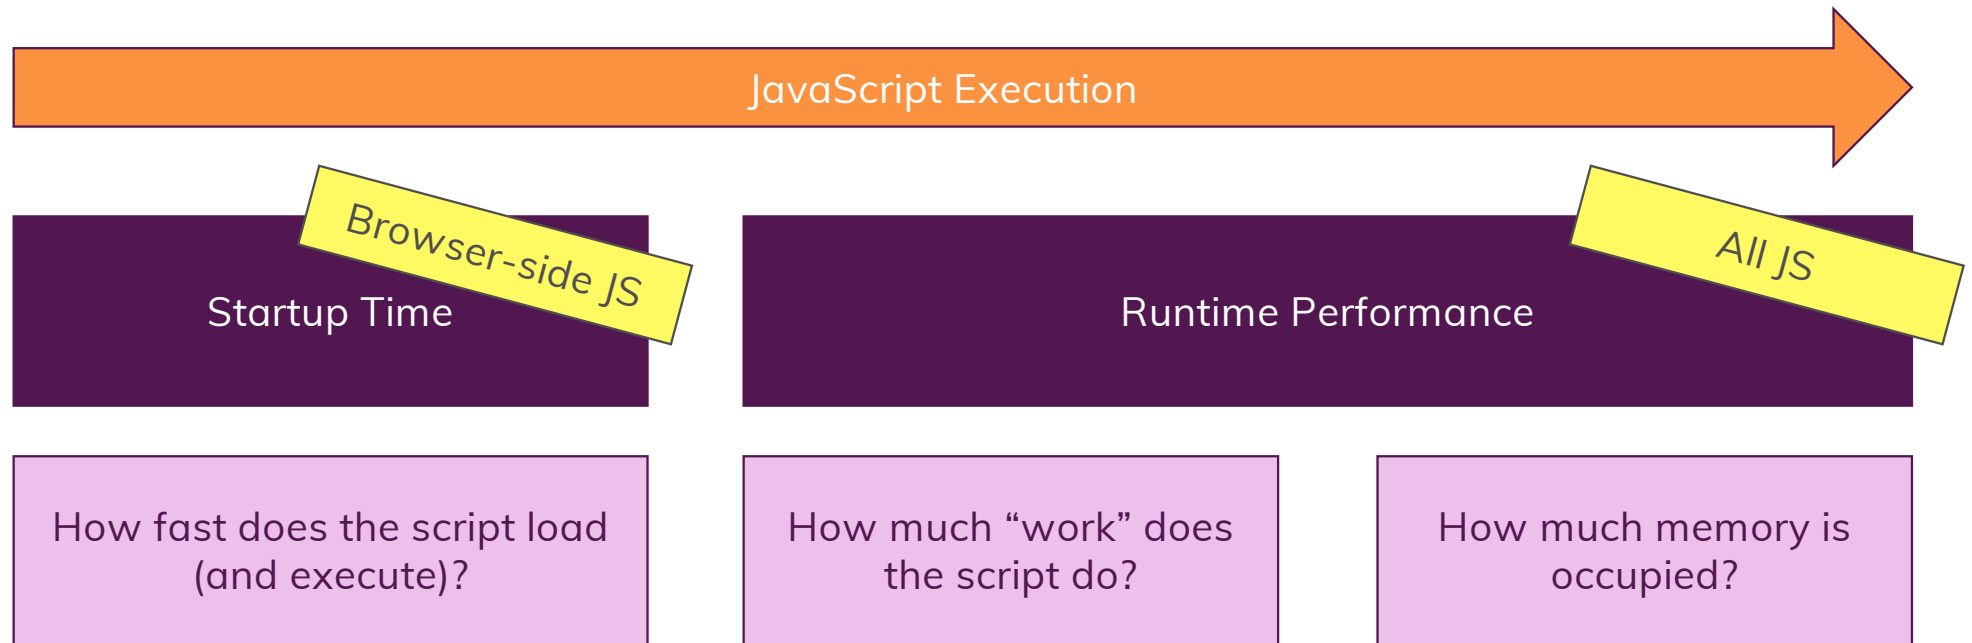 JavaScript Execution
Browser-side JS
Startup Time
All JS
Runtime Performance
How fast does the script load
(and execute)?
How much “work” does
the script do?
How much memory is
occupied?